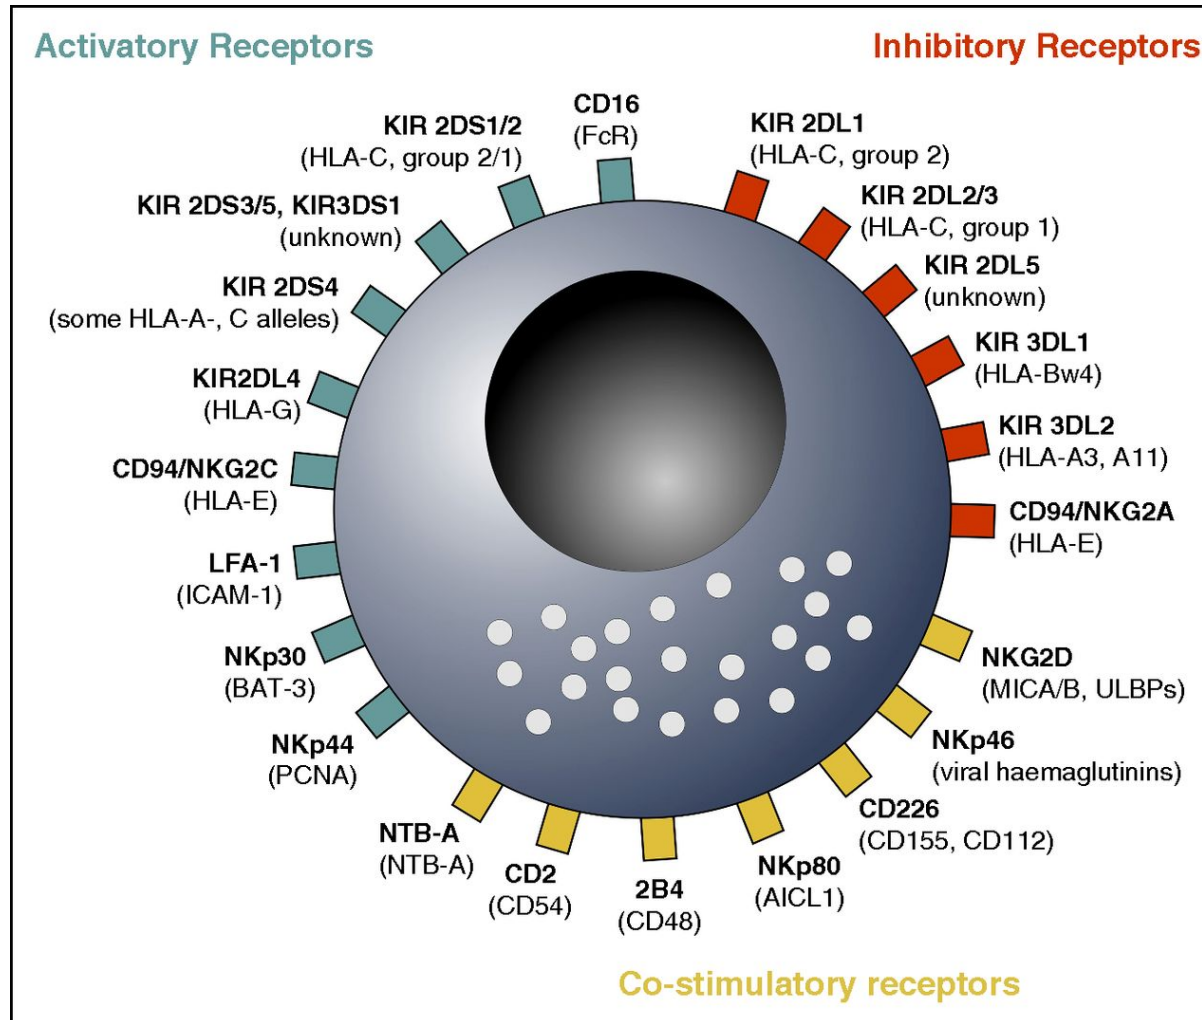 Activatory Receptors
Inhibitory Receptors
CD16
(FcR)
KIR 2DS1/2
(HLA-C, group 2/1)
KIR 2DS3/5, KIR3DS1
(unknown)
KIR 2DS4
(some HLA-A-, C alleles)
KIR2DL4
(HLA-G)
CD94/NKG2C
(HLA-E)
LFA-1
(ICAM-1)
NKp30
(BAT-3)
NKp44
(PCNA)
KIR 2DL1
(HLA-C, group 2)
KIR 2DL2/3
(HLA-C, group 1)
KIR 2DL5
(unknown)
KIR 3DL1
(HLA-Bw4)
KIR 3DL2
(HLA-A3, A11)
CD94/NKG2A
(HLA-E)
NKG2D
(MICA/B, ULBPs)
NKp46
(viral haemaglutinins)
CD226
(CD155, CD112)
NKp80
(AICL1)
2B4
(CD48)
CD2
(CD54)
NTB-A
(NTB-A)
Co-stimulatory receptors